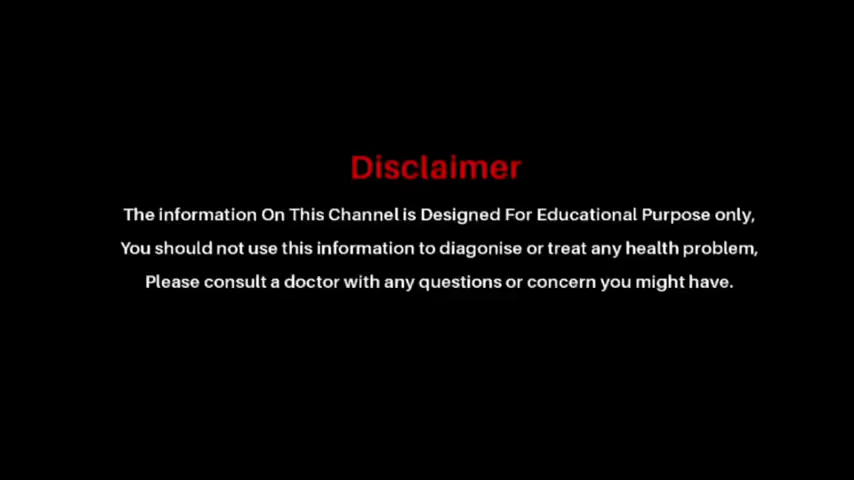 Disclaimer
The information On This Channel is Designed For Educational Purpose only,
You should not use this information to diagonise or treat any health problem,
Please consult a doctor with any questions or concern you might have.